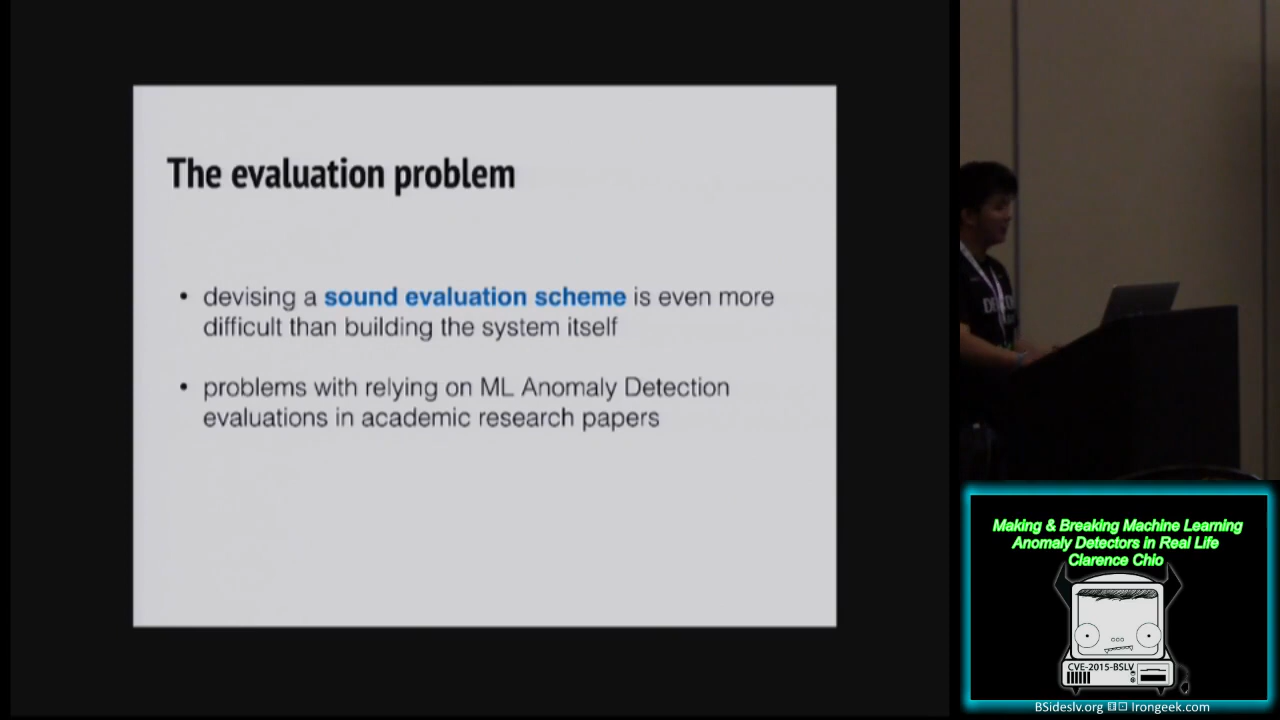 The evaluation problem
• devising a sound evaluation scheme is even more
difficult than building the system itself
• problems with relying on ML Anomaly Detection
evaluations in academic research papers
Making & Breaking Machine Learning
Anomaly Detectors in Real Life
Clarence Chio
CVE-2015-BSLV
BSideslv.org
Irongeek.com